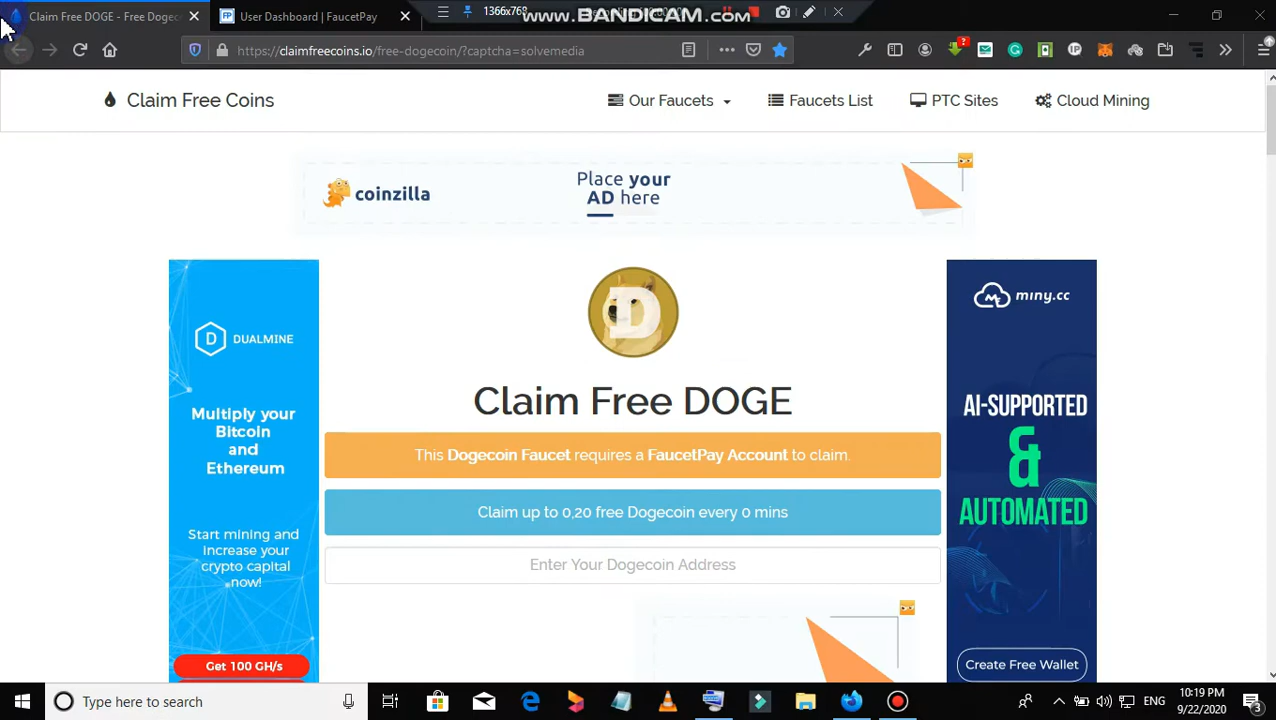 Claim Free DOGE - Free Dogec
User Dashboard | FaucetPay
1366x768
www.BANDICAM.com
https://claimfreecoins.io/free-dogecoin/?captcha=solvemedia
Claim Free Coins
Our Faucets
Faucets List
PTC Sites
Cloud Mining
coinzilla
Place your
AD here
D DUALMINE
Multiply your
Bitcoin
and
Ethereum
Start mining and
increase your
crypto capital
now!
Get 100 GH/s
D
Claim Free DOGE
This Dogecoin Faucet requires a FaucetPay Account to claim.
Claim up to 0,20 free Dogecoin every 0 mins
Enter Your Dogecoin Address
miny.cc
AI-SUPPORTED
&
AUTOMATED
Create Free Wallet
Type here to search
ENG
10:19 PM
9/22/2020
3